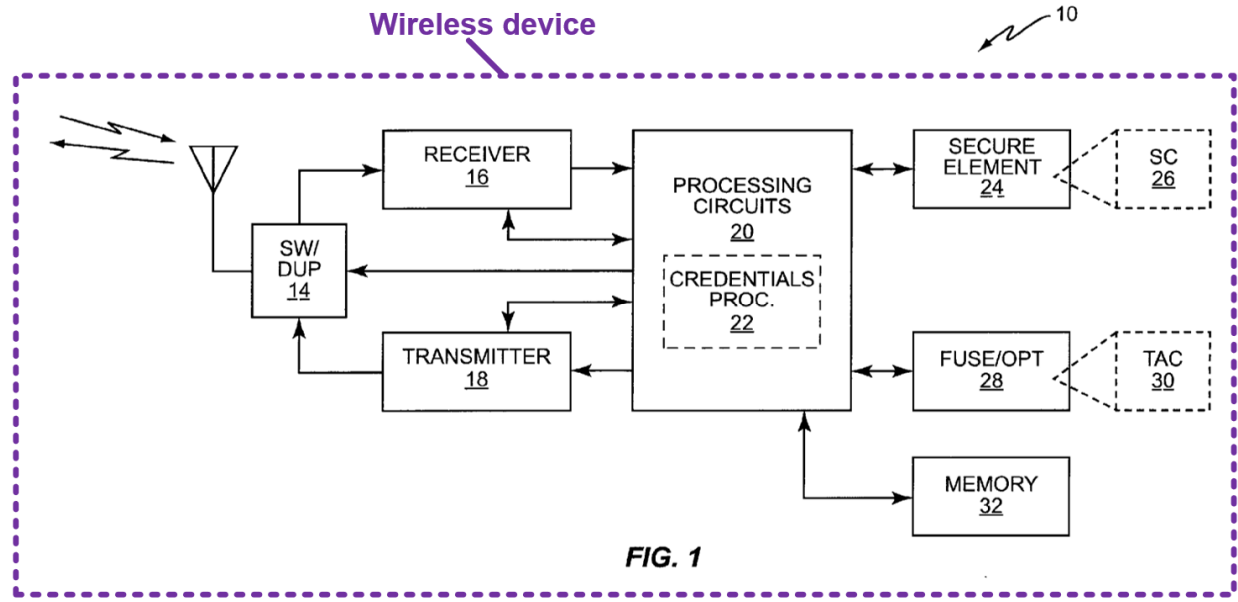 Wireless device
10
RECEIVER
16
PROCESSING
CIRCUITS
20
SECURE
ELEMENT
24
SC
26
SW/
DUP
14
CREDENTIALS
PROC.
22
TRANSMITTER
18
FUSE/OPT
28
TAC
30
MEMORY
32
FIG. 1